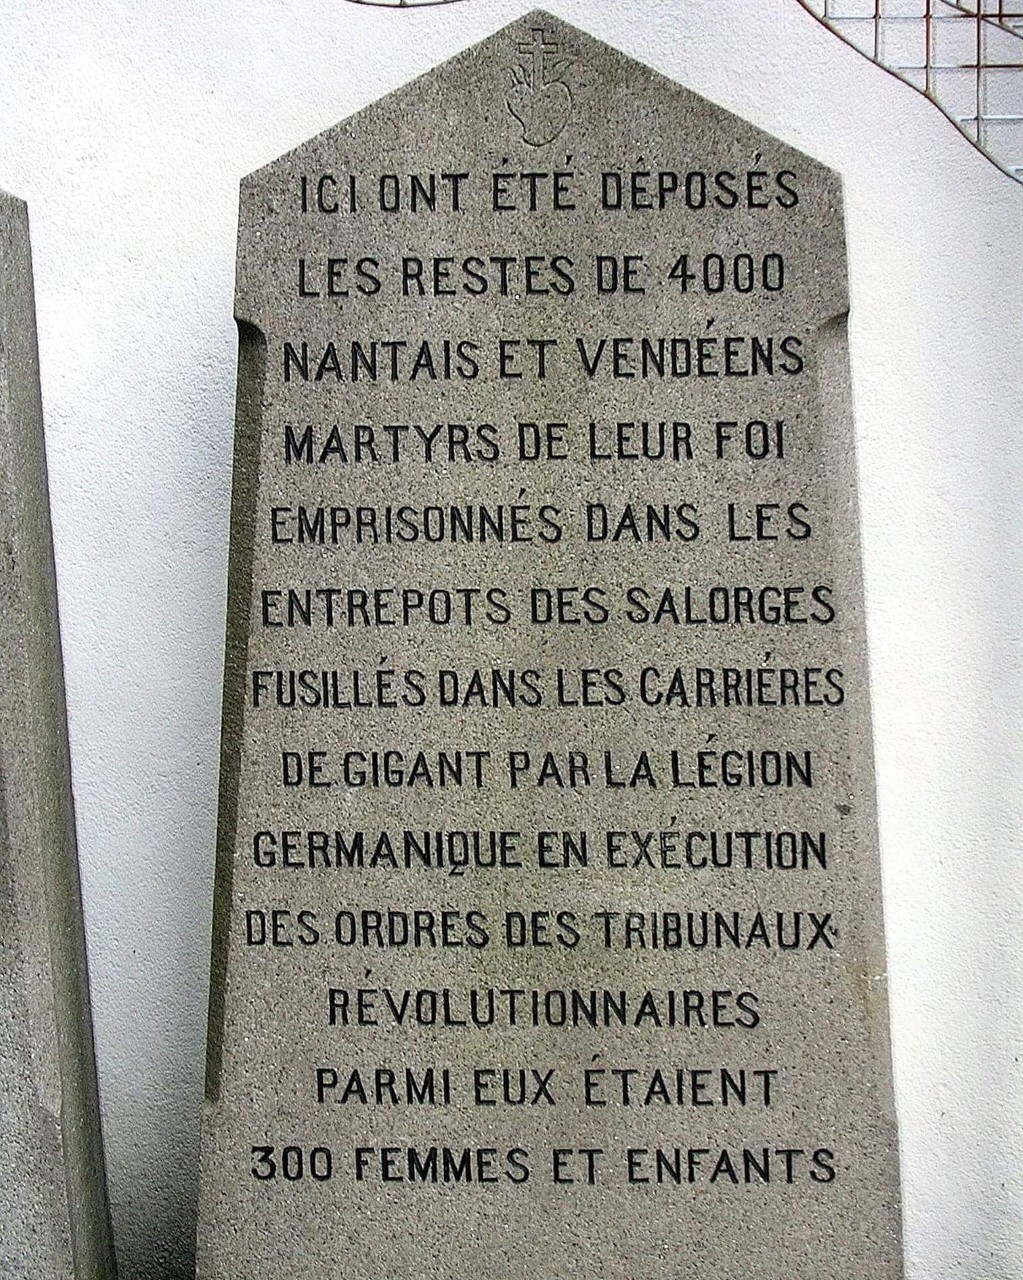 ICI ONT ÉTÉ DÉPOSÉS
LES RESTES DE 4000
NANTAIS ET VENDÉENS
MARTYRS DE LEUR FOI
EMPRISONNÉS DANS LES
ENTREPOTS DES SALORGES
FUSILLÉS DANS LES CARRIÉRES
DE GIGANT PAR LA LÉGION
GERMANIQUE EN EXÉCUTION
DES ORDRES DES TRIBUNAUX
RÉVOLUTIONNAIRES
PARMI EUX ÉTAIENT
300 FEMMES ET ENFANTS